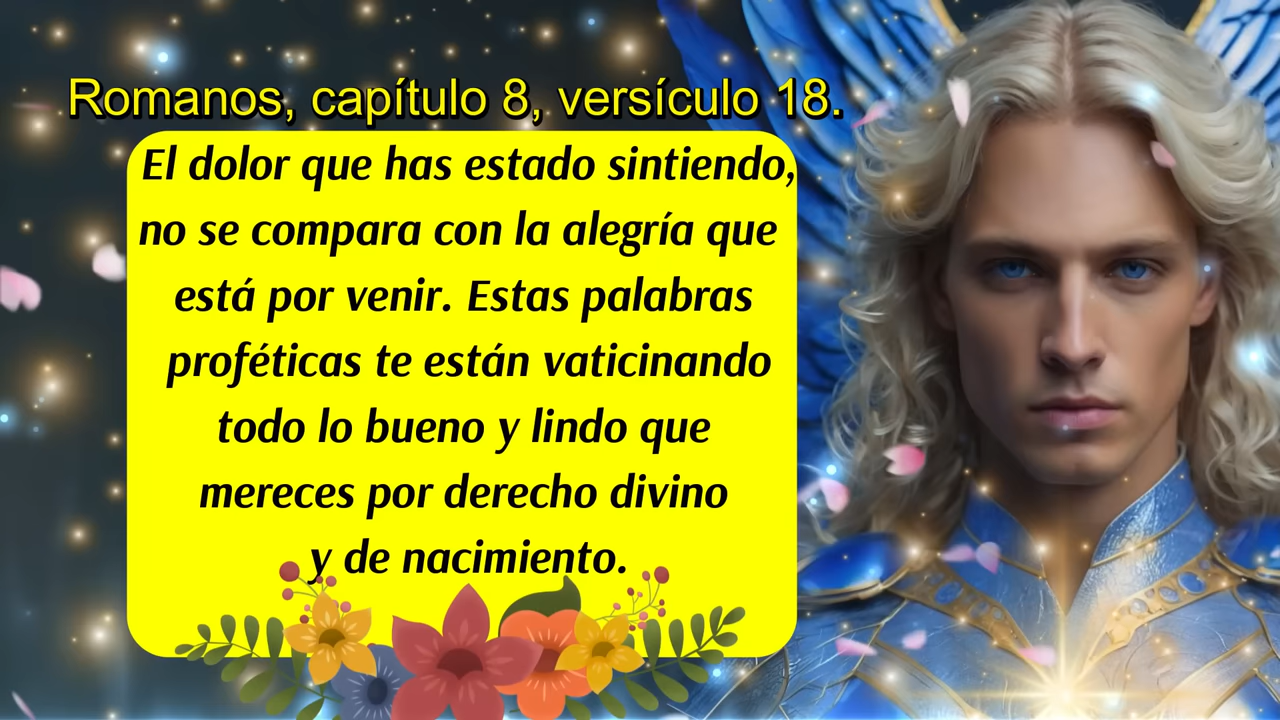 Romanos, capítulo 8, versículo 18.
El dolor que has estado sintiendo,
no se compara con la alegría que
está por venir. Estas palabras
proféticas te están vaticinando
todo lo bueno y lindo que
mereces por derecho divino
y de nacimiento.